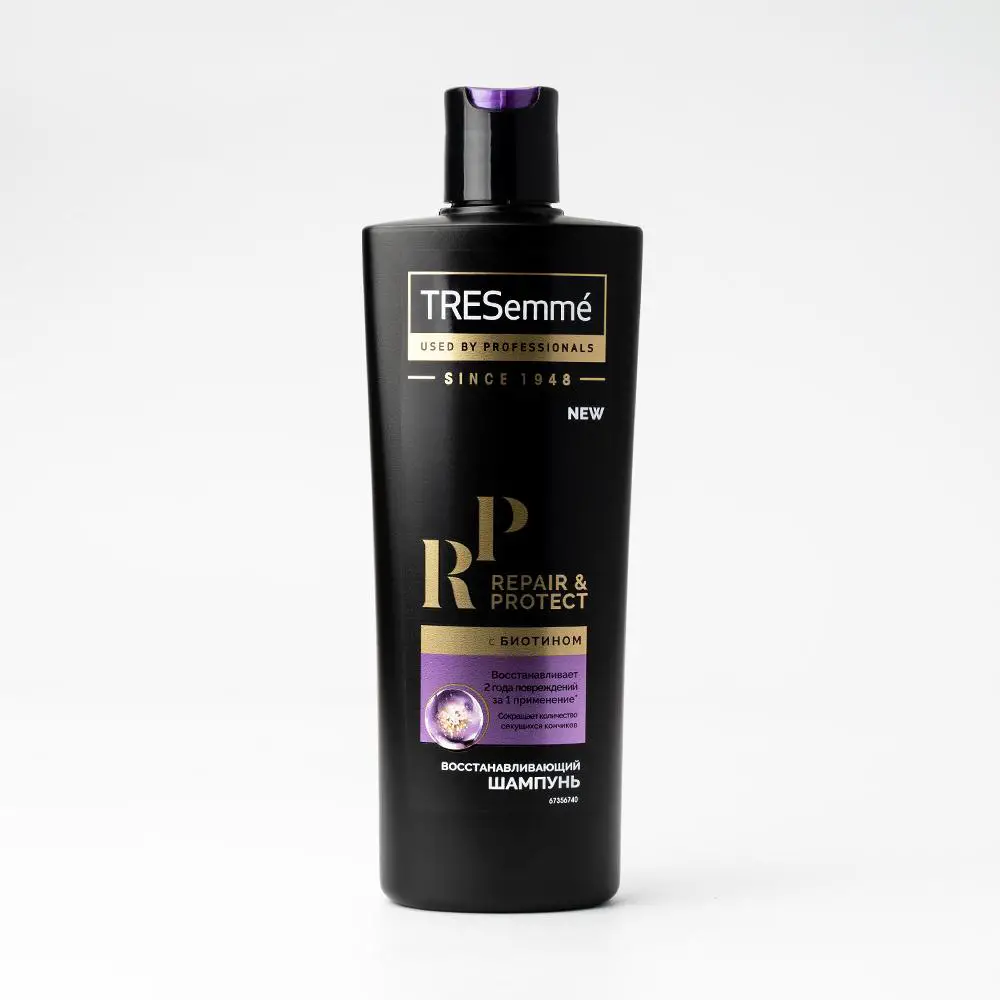 TRESemmé
USED BY PROFESSIONALS
SINCE 1948
NEW
RP
REPAIR &
PROTECT
с БИОТИНОМ
Восстанавливает
2 года повреждений
за 1 применение*
Сокращает количество
секущихся кончиков
ВОССТАНАВЛИВАЮЩИЙ
ШАМПУНЬ
67356740